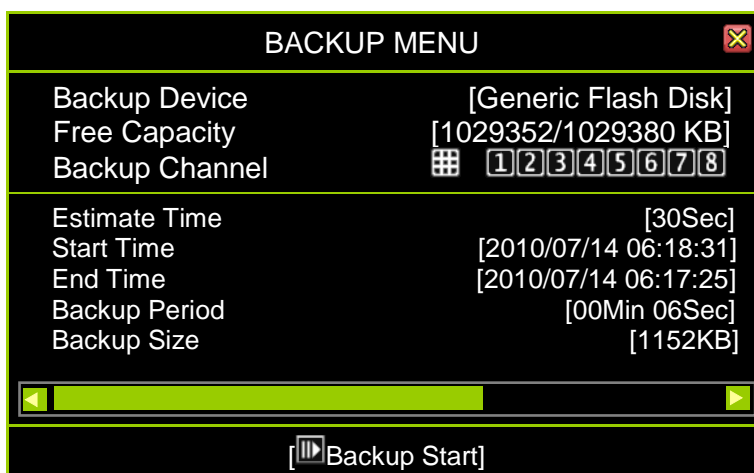 BACKUP MENU
Backup Device [Generic Flash Disk]
Free Capacity [1029352/1029380 KB]
Backup Channel 1 2 3 4 5 6 7 8
Estimate Time [30Sec]
Start Time [2010/07/14 06:18:31]
End Time [2010/07/14 06:17:25]
Backup Period [00Min 06Sec]
Backup Size [1152KB]
[Backup Start]